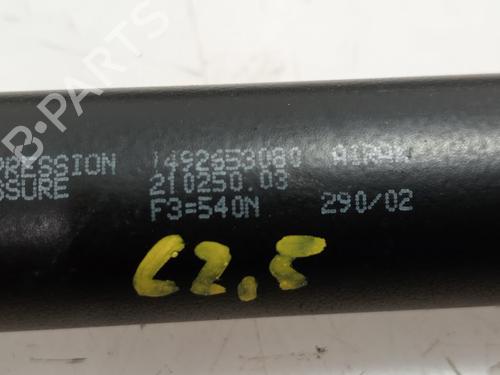 PRESSION 1492653080 AIRAX
SSURE 210250.03
F3=540N 290/02
C2,5
B-PARTS